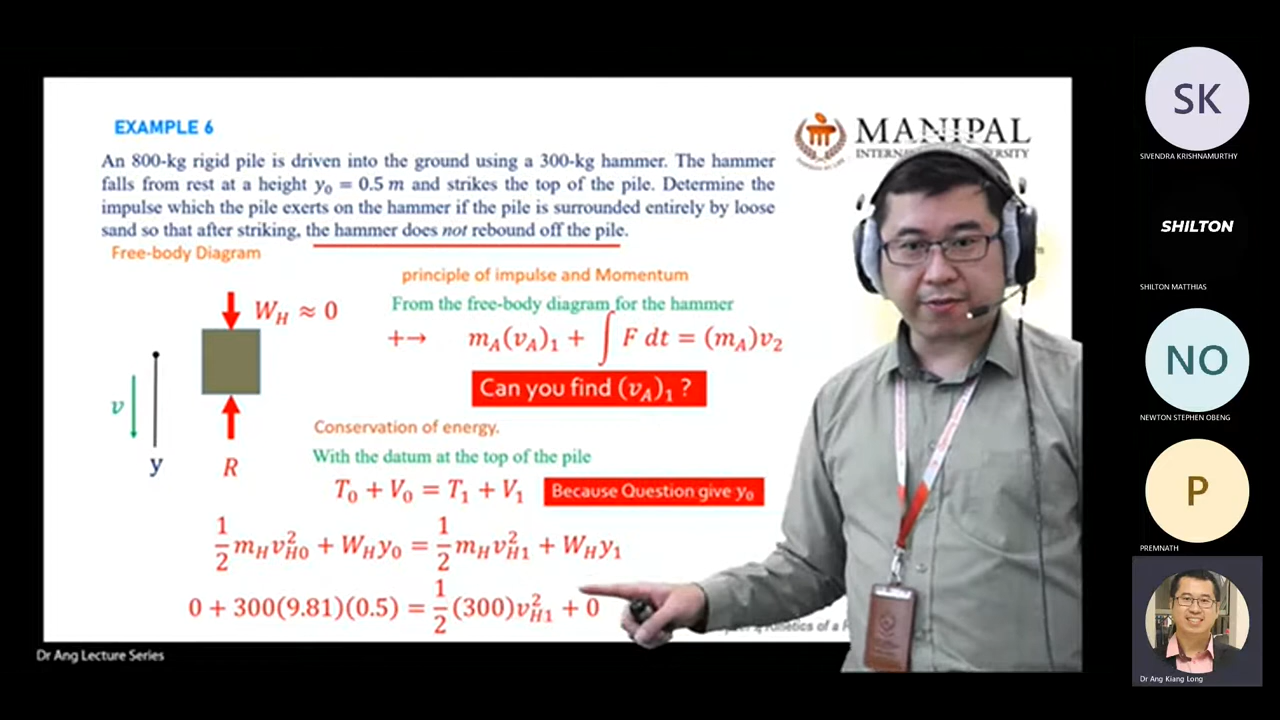 EXAMPLE 6
MANIPAL
INTERNATIONAL UNIVERSITY
An 800-kg rigid pile is driven into the ground using a 300-kg hammer. The hammer
falls from rest at a height y₀ = 0.5 m and strikes the top of the pile. Determine the
impulse which the pile exerts on the hammer if the pile is surrounded entirely by loose
sand so that after striking, the hammer does not rebound off the pile.
Free-body Diagram
W_H ≈ 0
v
y
R
principle of impulse and Momentum
From the free-body diagram for the hammer
+→ m_A(v_A)₁ + ∫ F dt = (m_A)v₂
Can you find (v_A)₁ ?
Conservation of energy.
With the datum at the top of the pile
T₀ + V₀ = T₁ + V₁
Because Question give y₀
½ m_H v²_H0 + W_H y₀ = ½ m_H v²_H1 + W_H y₁
0 + 300(9.81)(0.5) = ½ (300)v²_H1 + 0
Dr Ang Lecture Series
SK
SIVENDRA KRISHNAMURTHY
SHILTON
SHILTON MATTHIAS
NO
NEWTON STEPHEN OBENG
P
PREMNATH
Dr Ang Kiang Long